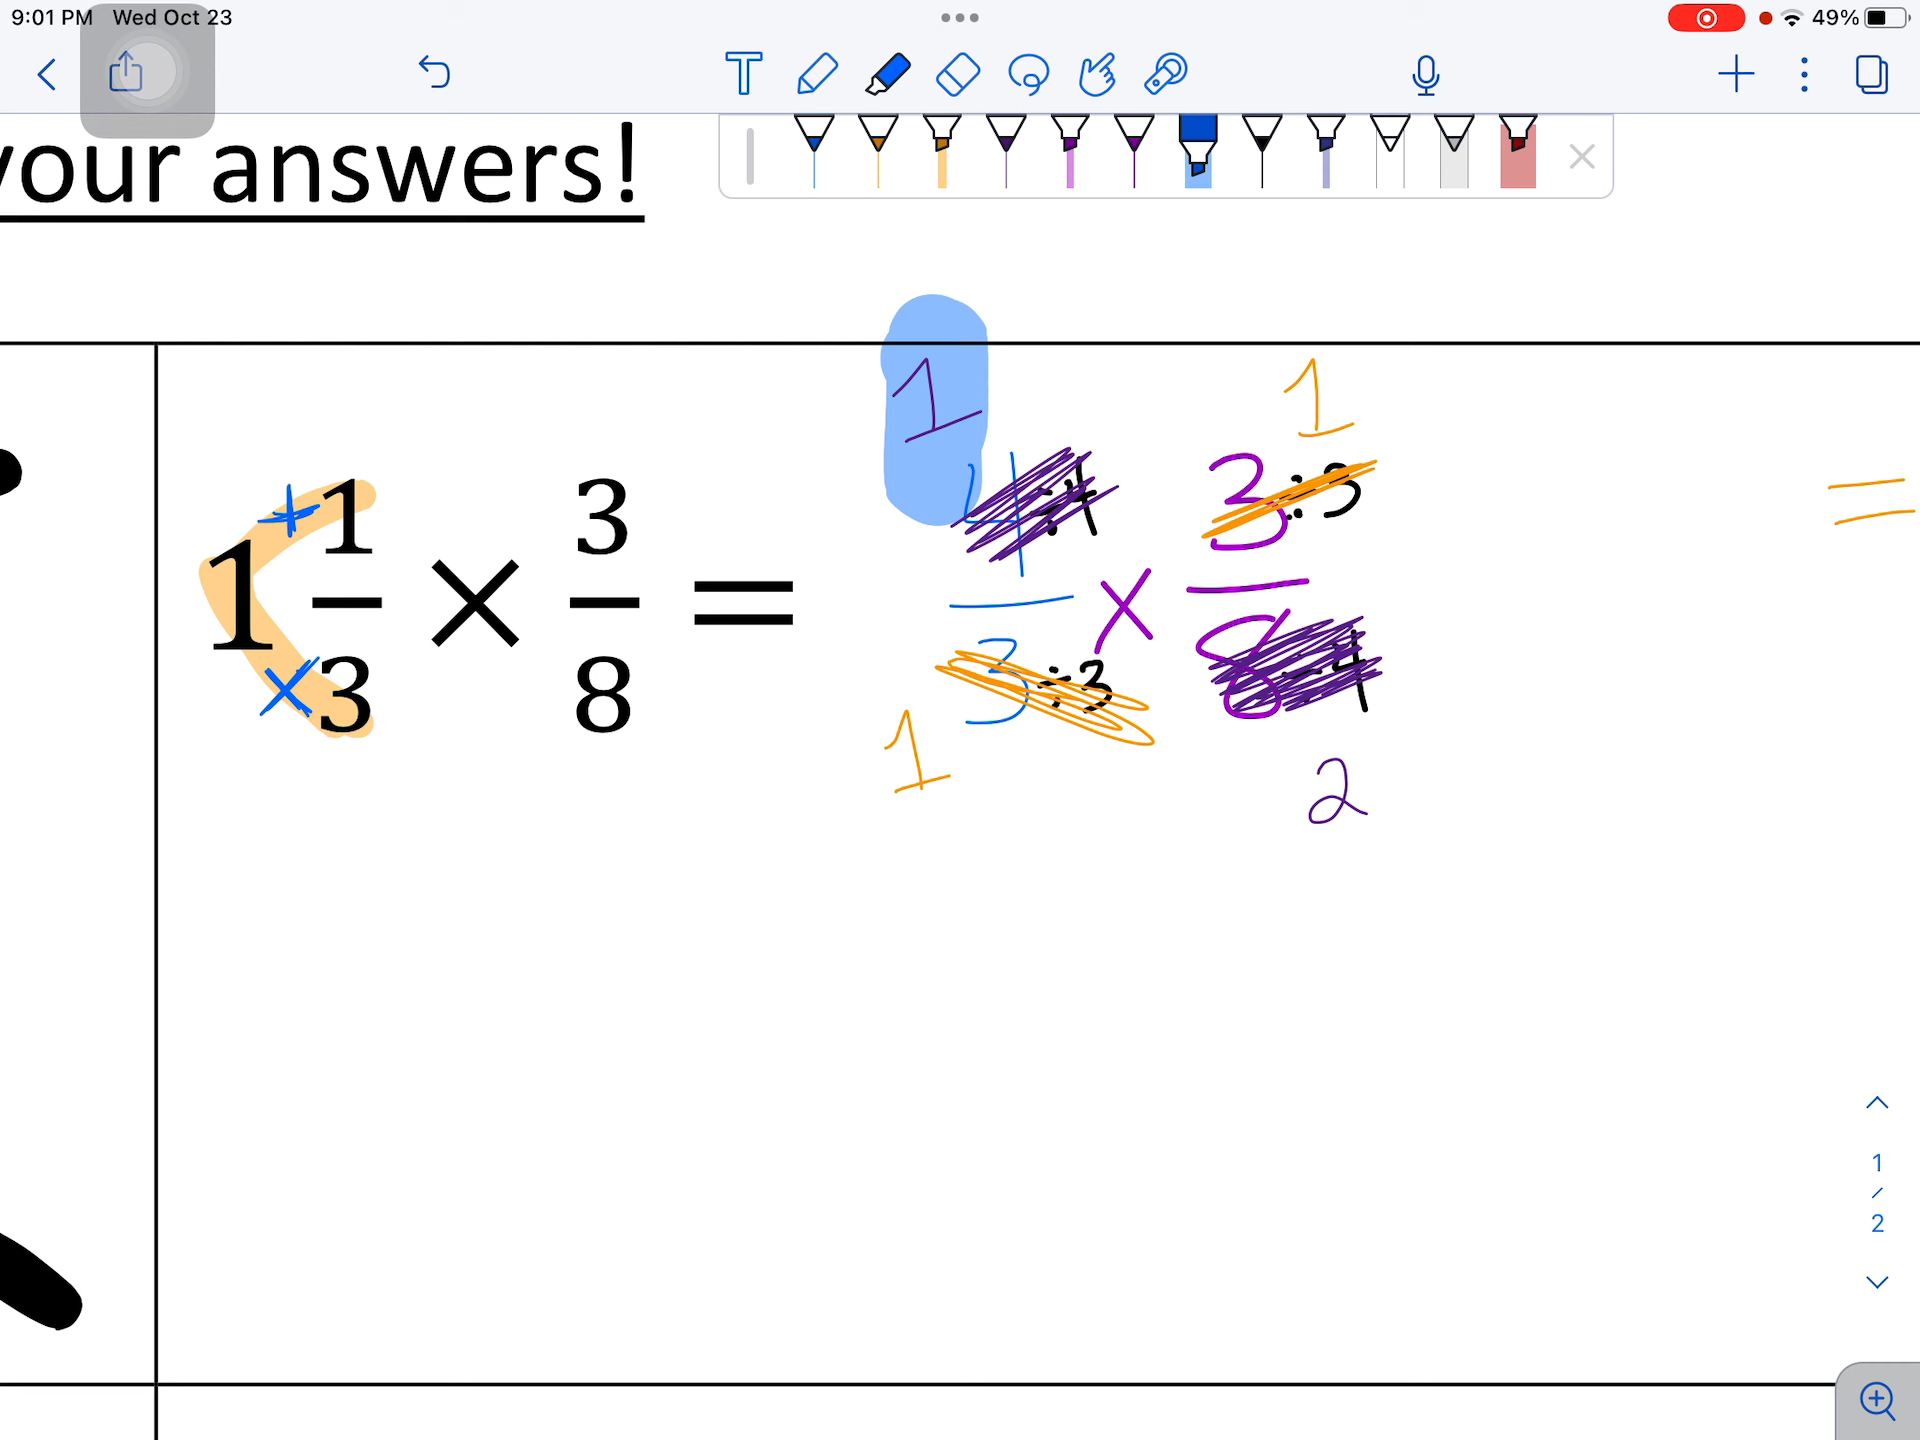 9:01 PM Wed Oct 23
49%
T
your answers!
1 1/3 × 3/8 =
+
×
1
1
4 ÷ 4
3 ÷ 3
×
3 ÷ 3
8 ÷ 4
=
1
2
1
/
2